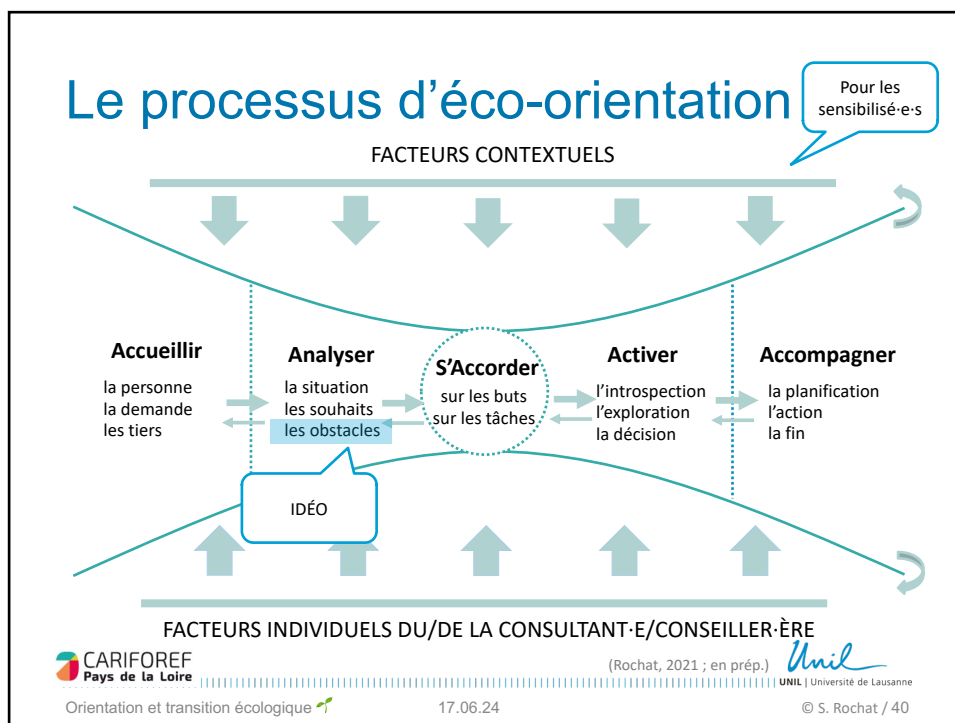 Le processus d'éco-orientation
Pour les
sensibilisé·e·s
FACTEURS CONTEXTUELS
Accueillir
la personne
la demande
les tiers
Analyser
la situation
les souhaits
les obstacles
S'Accorder
sur les buts
sur les tâches
Activer
l'introspection
l'exploration
la décision
Accompagner
la planification
l'action
la fin
IDÉO
FACTEURS INDIVIDUELS DU/DE LA CONSULTANT·E/CONSEILLER·ÈRE
CARIFOREF
Pays de la Loire
(Rochat, 2021 ; en prép.)
Unil
UNIL | Université de Lausanne
Orientation et transition écologique
17.06.24
© S. Rochat / 40